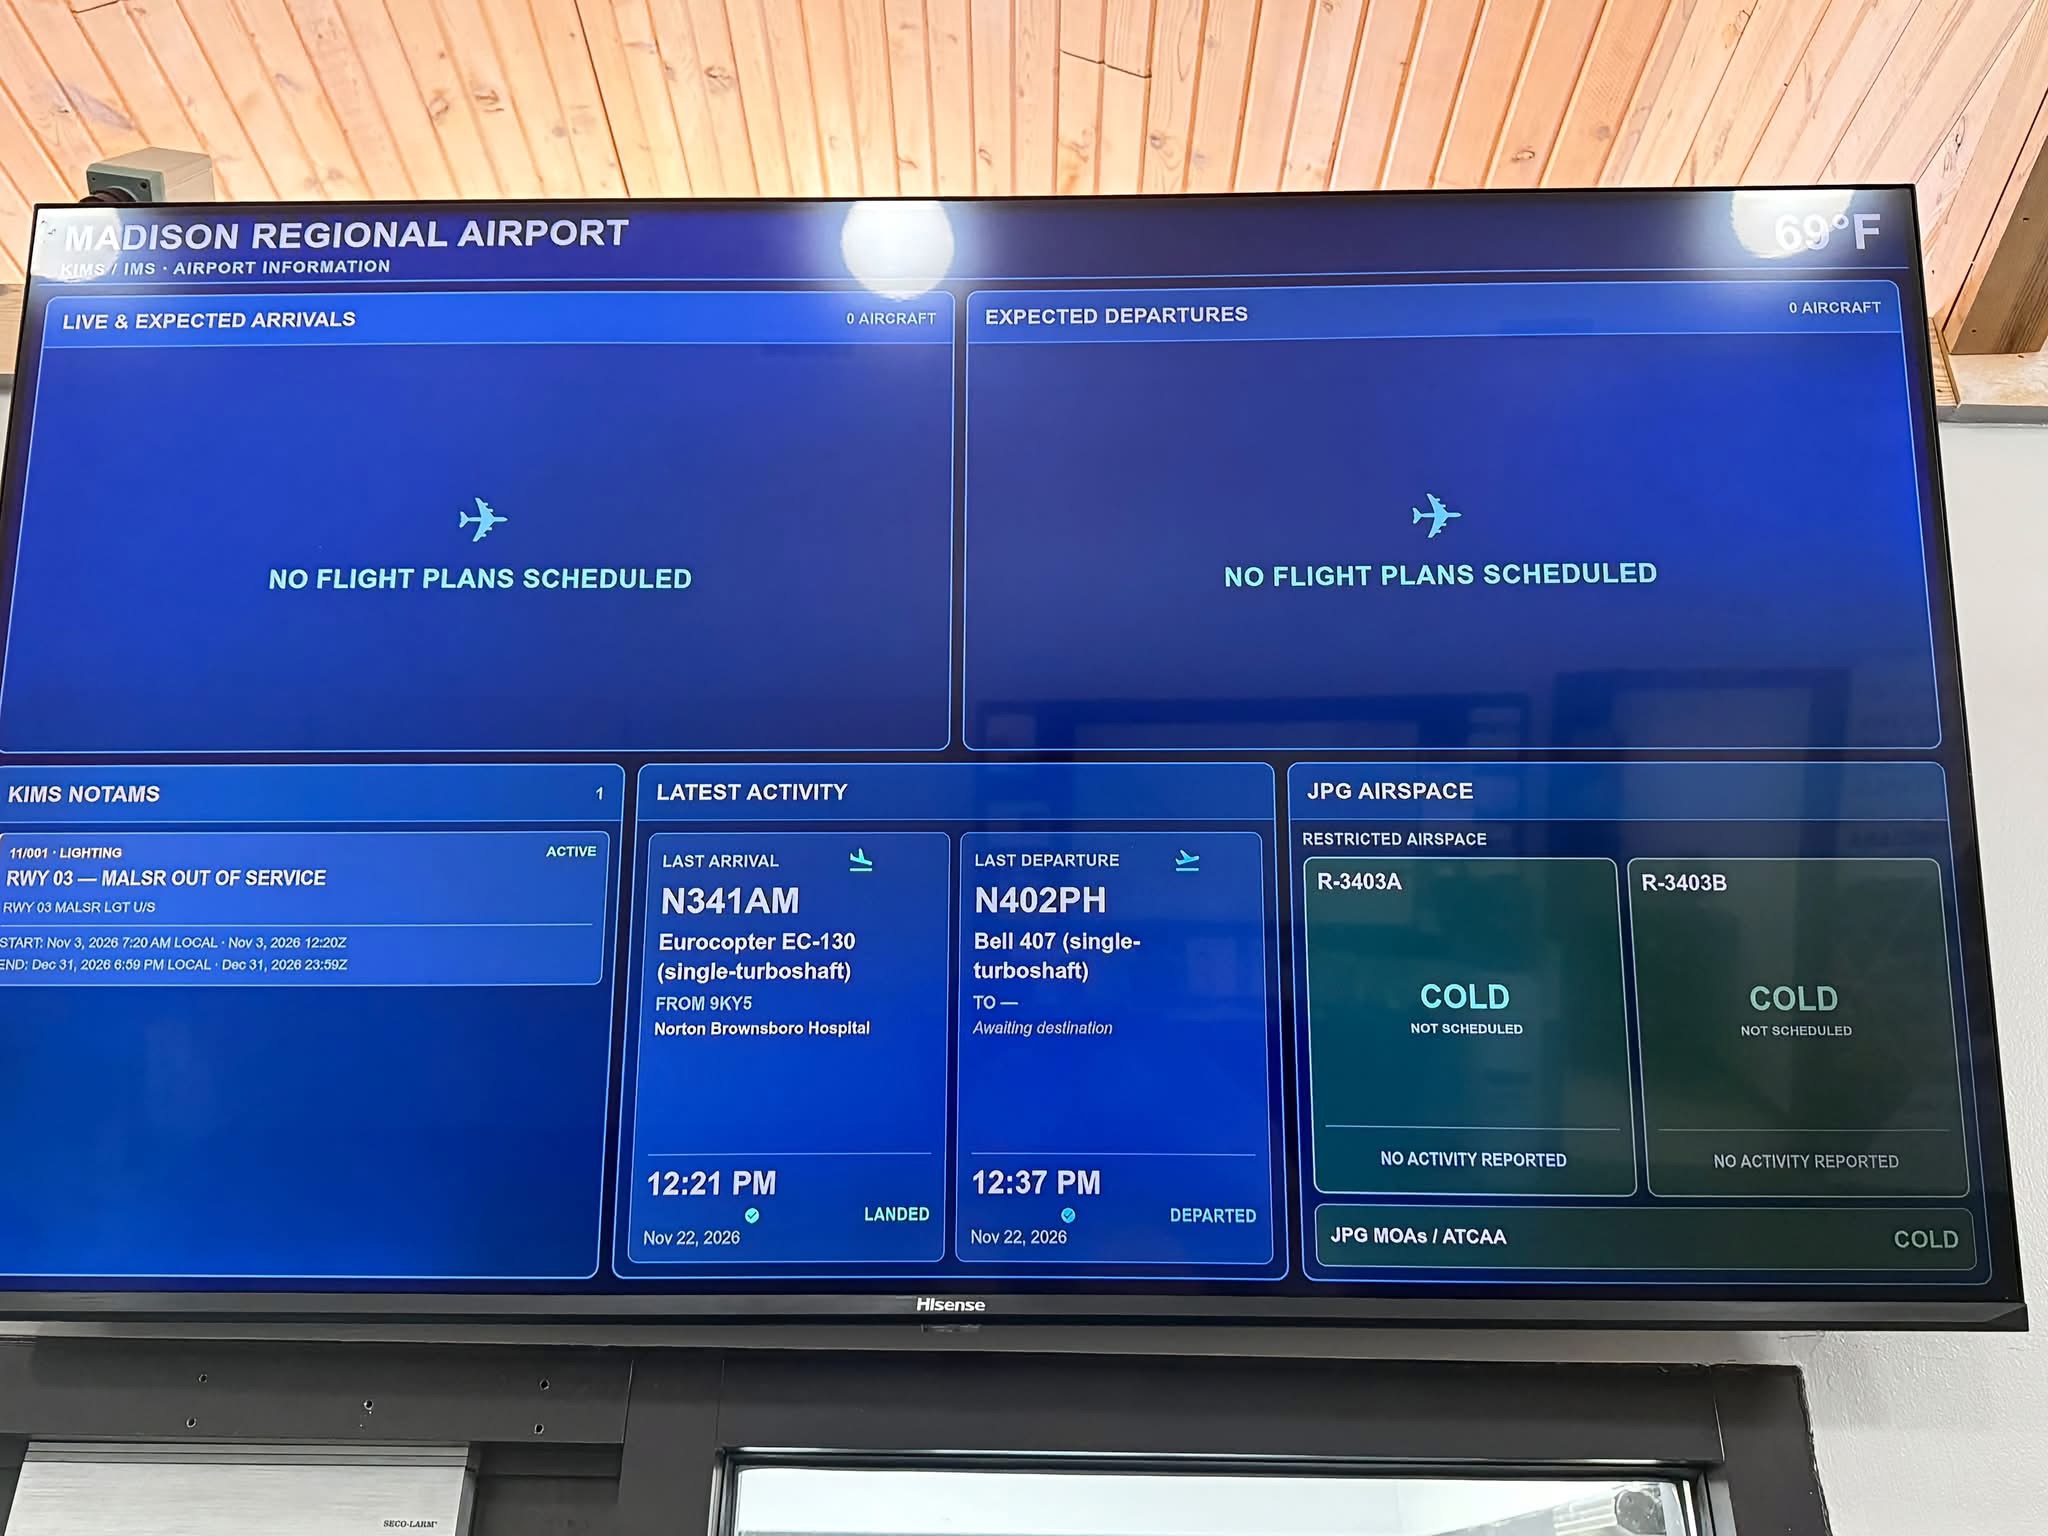 MADISON REGIONAL AIRPORT
69°F
KIMS / IMS · AIRPORT INFORMATION
LIVE & EXPECTED ARRIVALS
0 AIRCRAFT
NO FLIGHT PLANS SCHEDULED
EXPECTED DEPARTURES
0 AIRCRAFT
NO FLIGHT PLANS SCHEDULED
KIMS NOTAMS
1
11/001 · LIGHTING
ACTIVE
RWY 03 — MALSR OUT OF SERVICE
RWY 03 MALSR LGT U/S
START: Nov 3, 2026 7:20 AM LOCAL · Nov 3, 2026 12:20Z
END: Dec 31, 2026 6:59 PM LOCAL · Dec 31, 2026 23:59Z
LATEST ACTIVITY
LAST ARRIVAL
N341AM
Eurocopter EC-130
(single-turboshaft)
FROM 9KY5
Norton Brownsboro Hospital
12:21 PM
LANDED
Nov 22, 2026
LAST DEPARTURE
N402PH
Bell 407 (single-
turboshaft)
TO —
Awaiting destination
12:37 PM
DEPARTED
Nov 22, 2026
JPG AIRSPACE
RESTRICTED AIRSPACE
R-3403A
COLD
NOT SCHEDULED
NO ACTIVITY REPORTED
R-3403B
COLD
NOT SCHEDULED
NO ACTIVITY REPORTED
JPG MOAs / ATCAA
COLD
Hisense
SECO-LARM